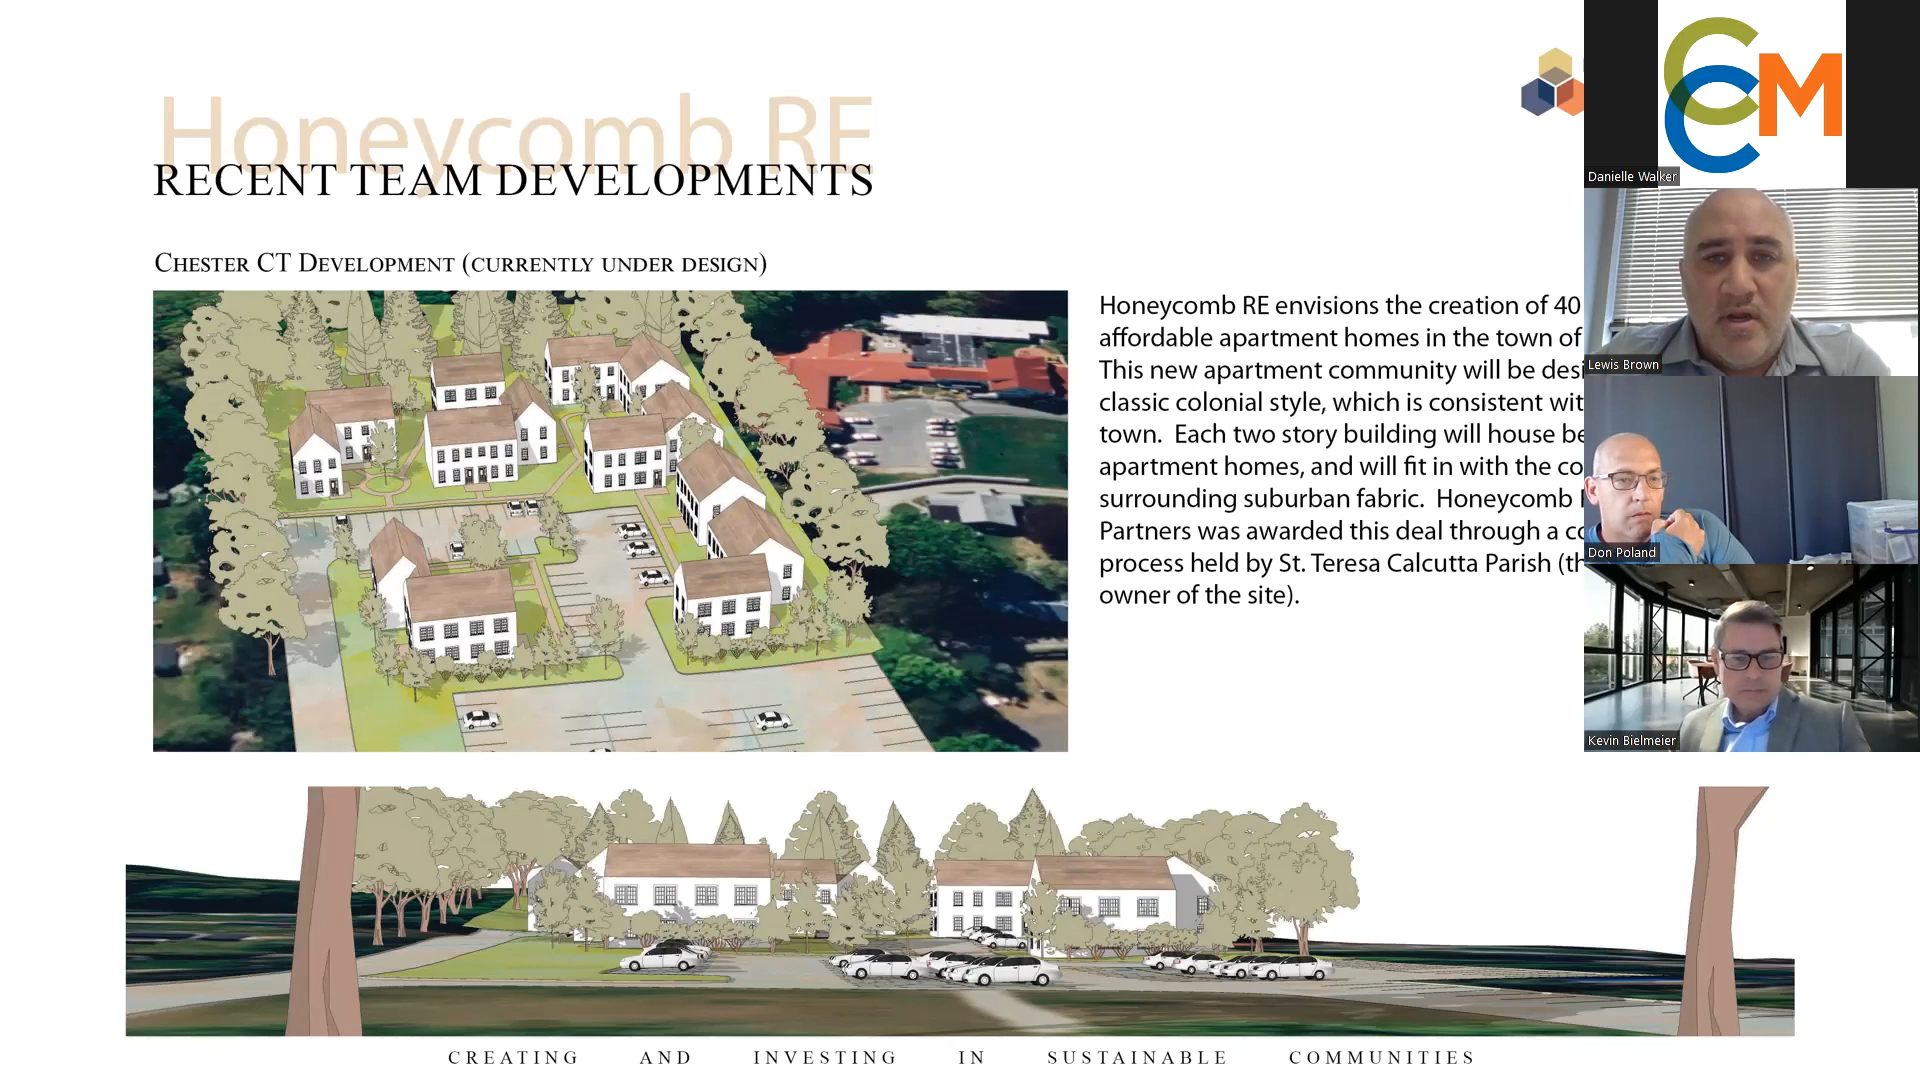 Honeycomb RE
RECENT TEAM DEVELOPMENTS
CHESTER CT DEVELOPMENT (CURRENTLY UNDER DESIGN)
Honeycomb RE envisions the creation of 40
affordable apartment homes in the town of
This new apartment community will be desi
classic colonial style, which is consistent wit
town. Each two story building will house be
apartment homes, and will fit in with the co
surrounding suburban fabric. Honeycomb
Partners was awarded this deal through a co
process held by St. Teresa Calcutta Parish (th
owner of the site).
CREATING AND INVESTING IN SUSTAINABLE COMMUNITIES
CCM
Danielle Walker
Lewis Brown
Don Poland
Kevin Bielmeier